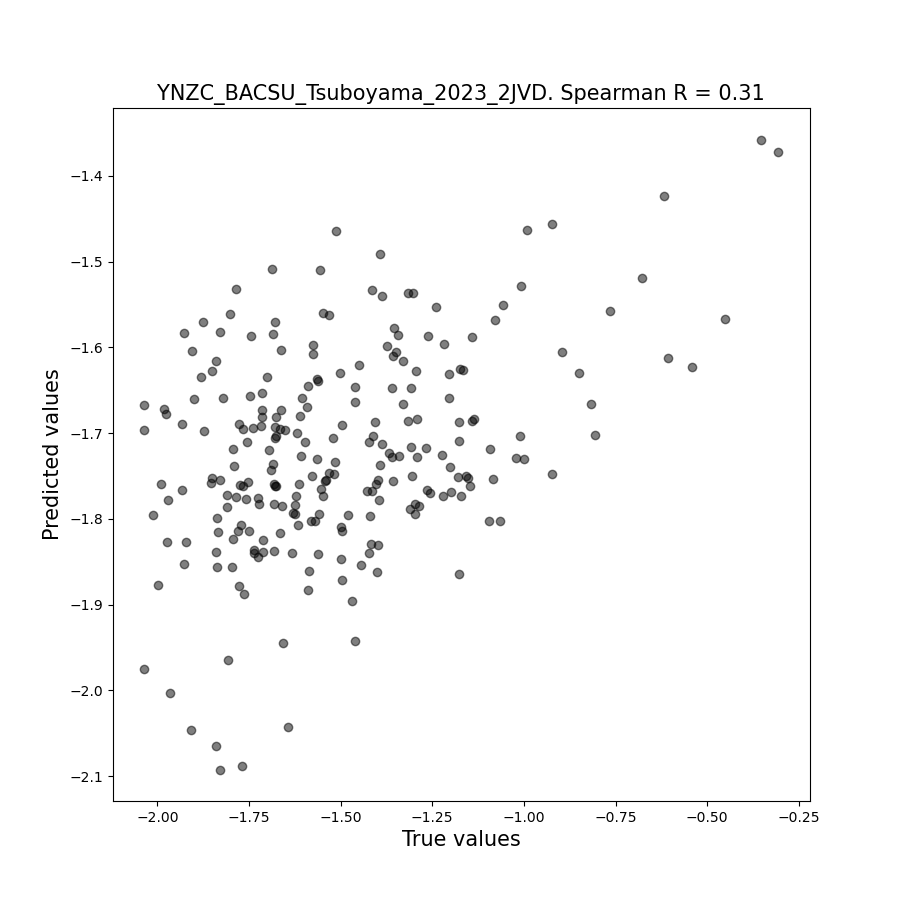 YNZC_BACSU_Tsuboyama_2023_2JVD. Spearman R = 0.31
Predicted values
−1.4
−1.5
−1.6
−1.7
−1.8
−1.9
−2.0
−2.1
−2.00 −1.75 −1.50 −1.25 −1.00 −0.75 −0.50 −0.25
True values